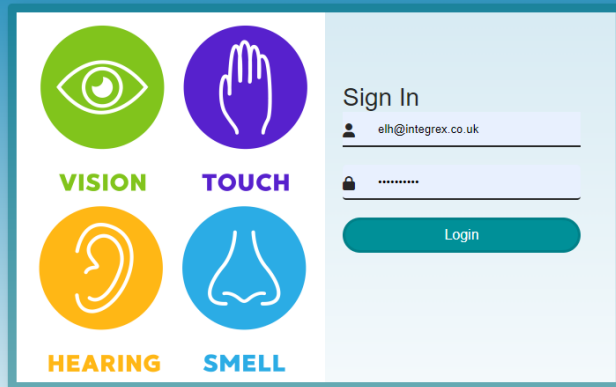 VISION
TOUCH
HEARING
SMELL
Sign In
elh@integrex.co.uk
••••••••••
Login